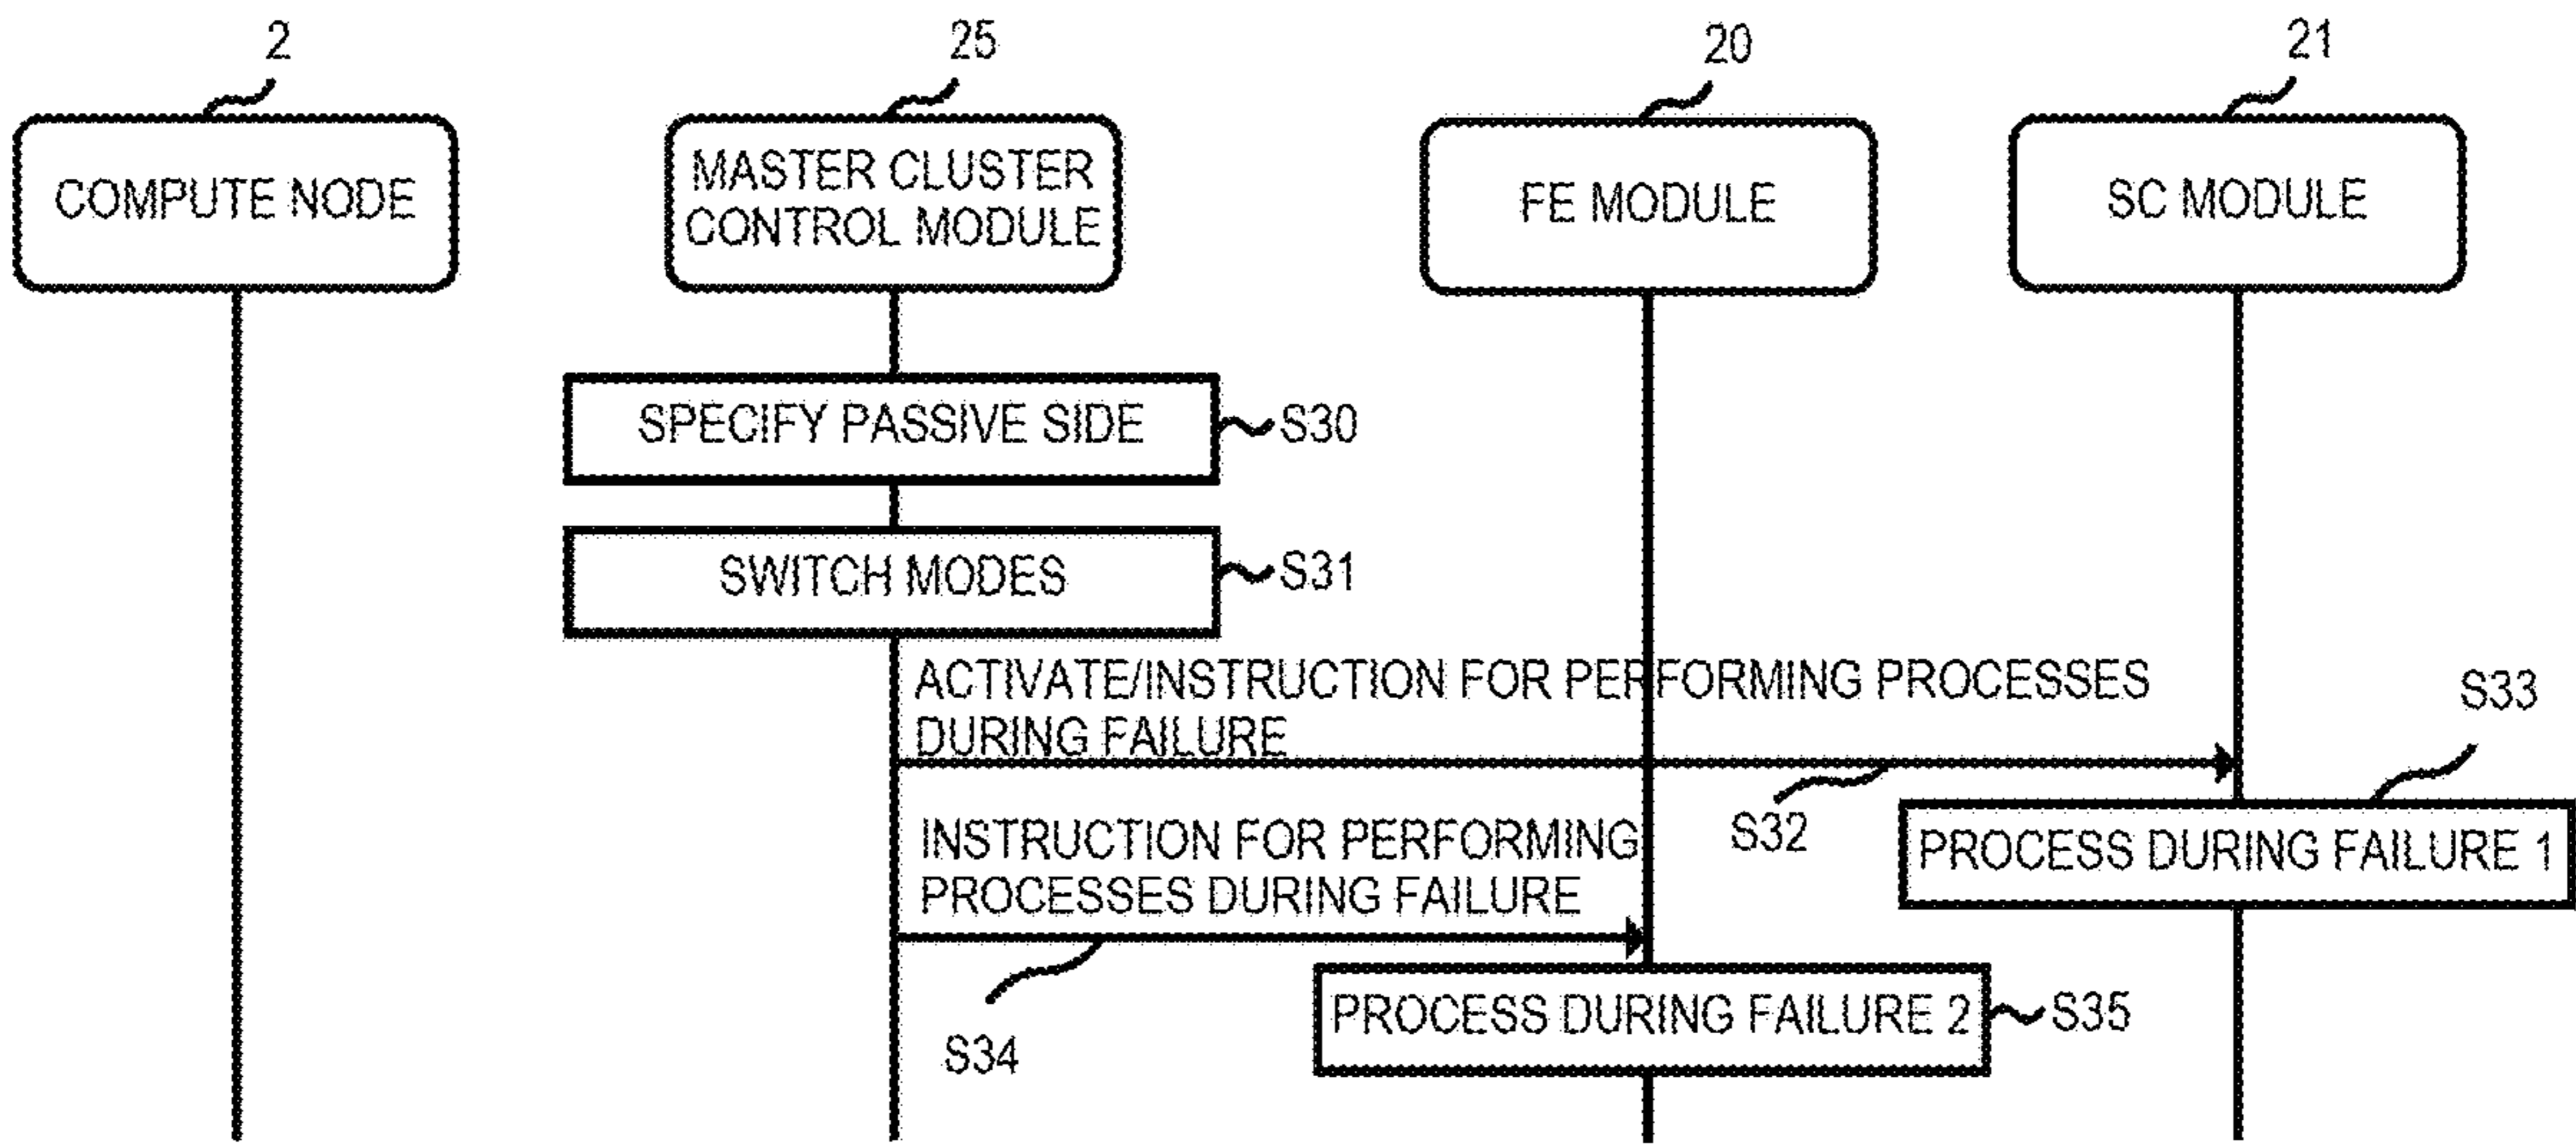 2
25
20
21
COMPUTE NODE
MASTER CLUSTER
CONTROL MODULE
FE MODULE
SC MODULE
SPECIFY PASSIVE SIDE
S30
SWITCH MODES
S31
ACTIVATE/INSTRUCTION FOR PERFORMING PROCESSES
DURING FAILURE
S33
S32
INSTRUCTION FOR PERFORMING
PROCESSES DURING FAILURE
PROCESS DURING FAILURE 1
S34
PROCESS DURING FAILURE 2
S35